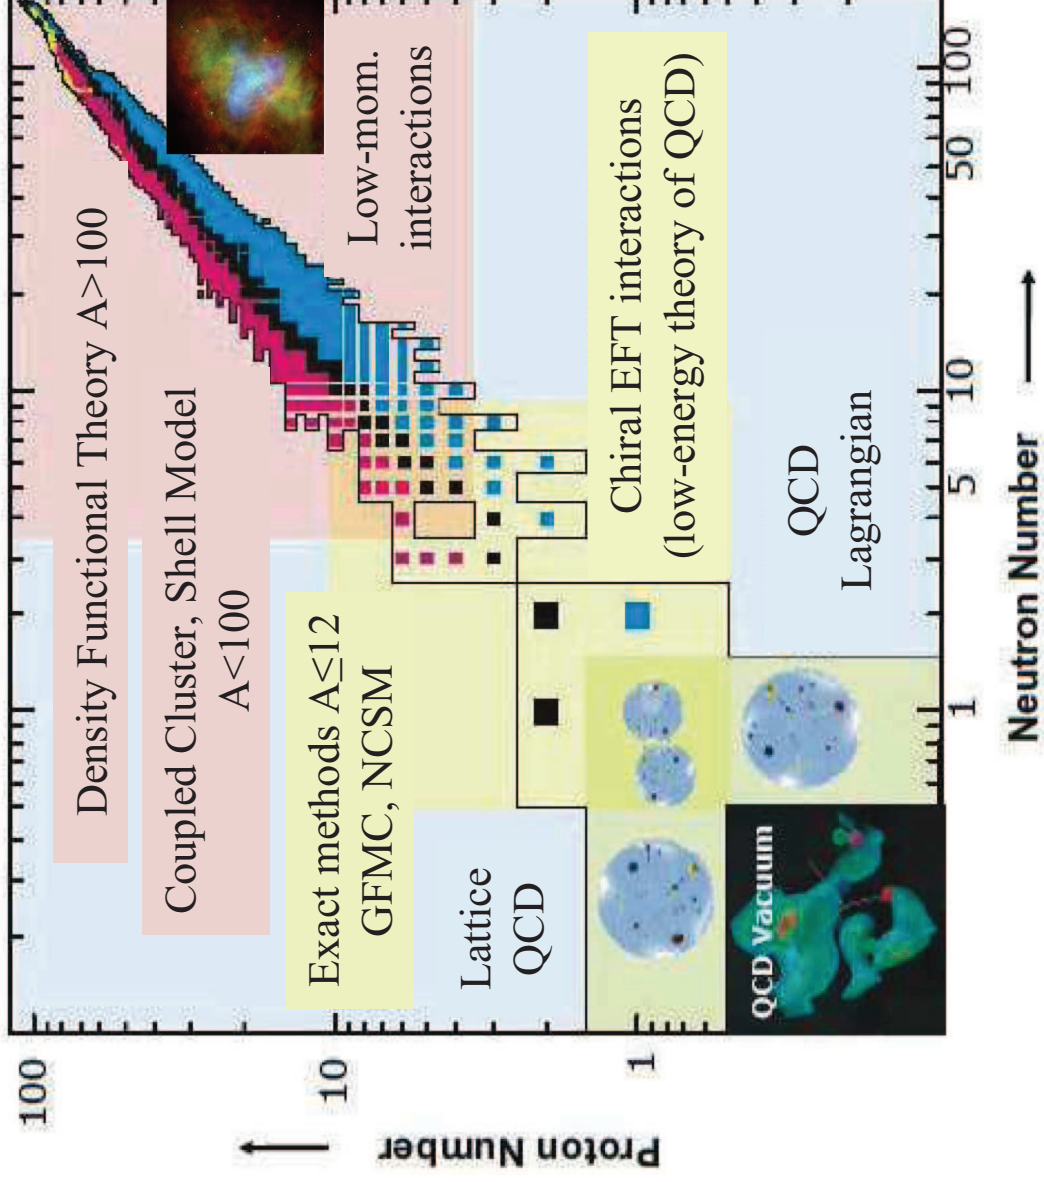 Density Functional Theory A>100
Coupled Cluster, Shell Model
A<100
Exact methods A≤12
GFMC, NCSM
Lattice
QCD
QCD Vacuum
Low-mom.
interactions
Chiral EFT interactions
(low-energy theory of QCD)
QCD
Lagrangian
100
10
1
Proton Number
1
5
10
50
100
Neutron Number